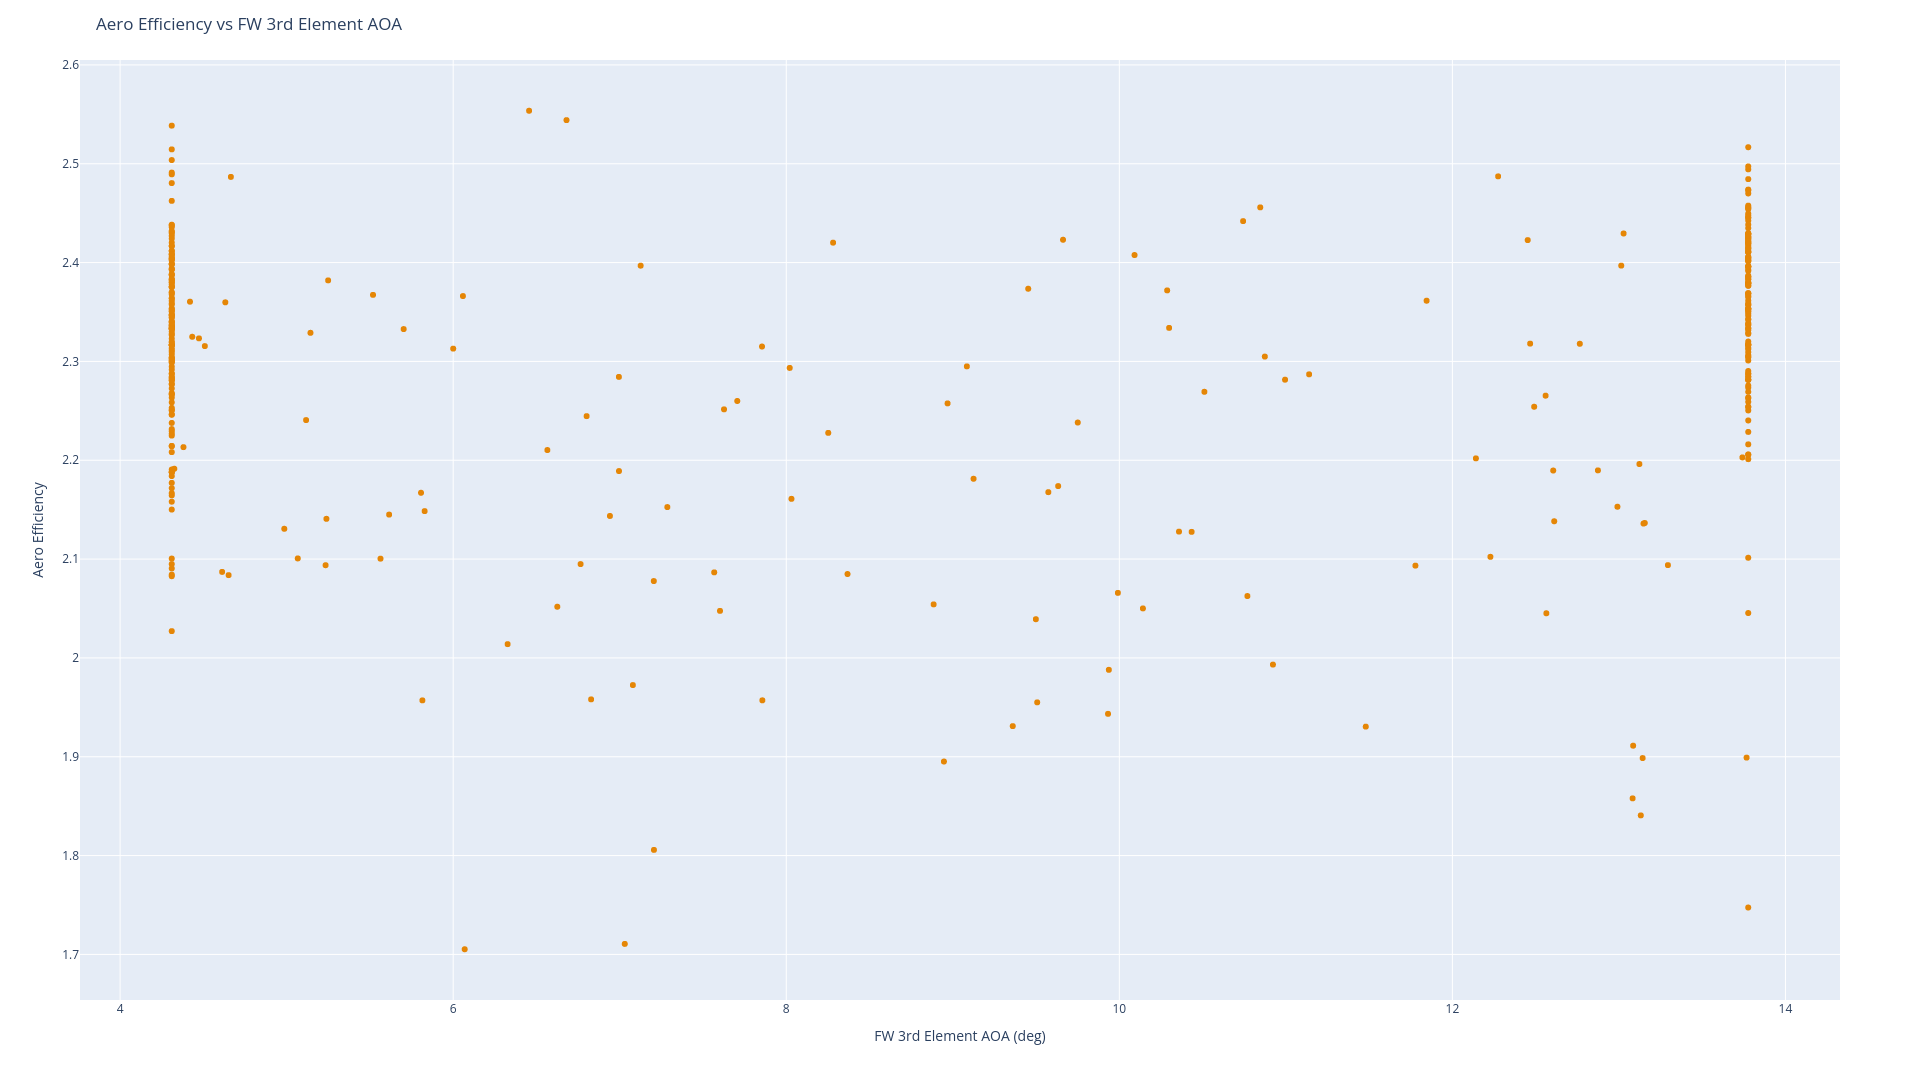 Aero Efficiency vs FW 3rd Element AOA
2.6
2.5
2.4
2.3
2.2
2.1
2
1.9
1.8
1.7
Aero Efficiency
4 6 8 10 12 14
FW 3rd Element AOA (deg)